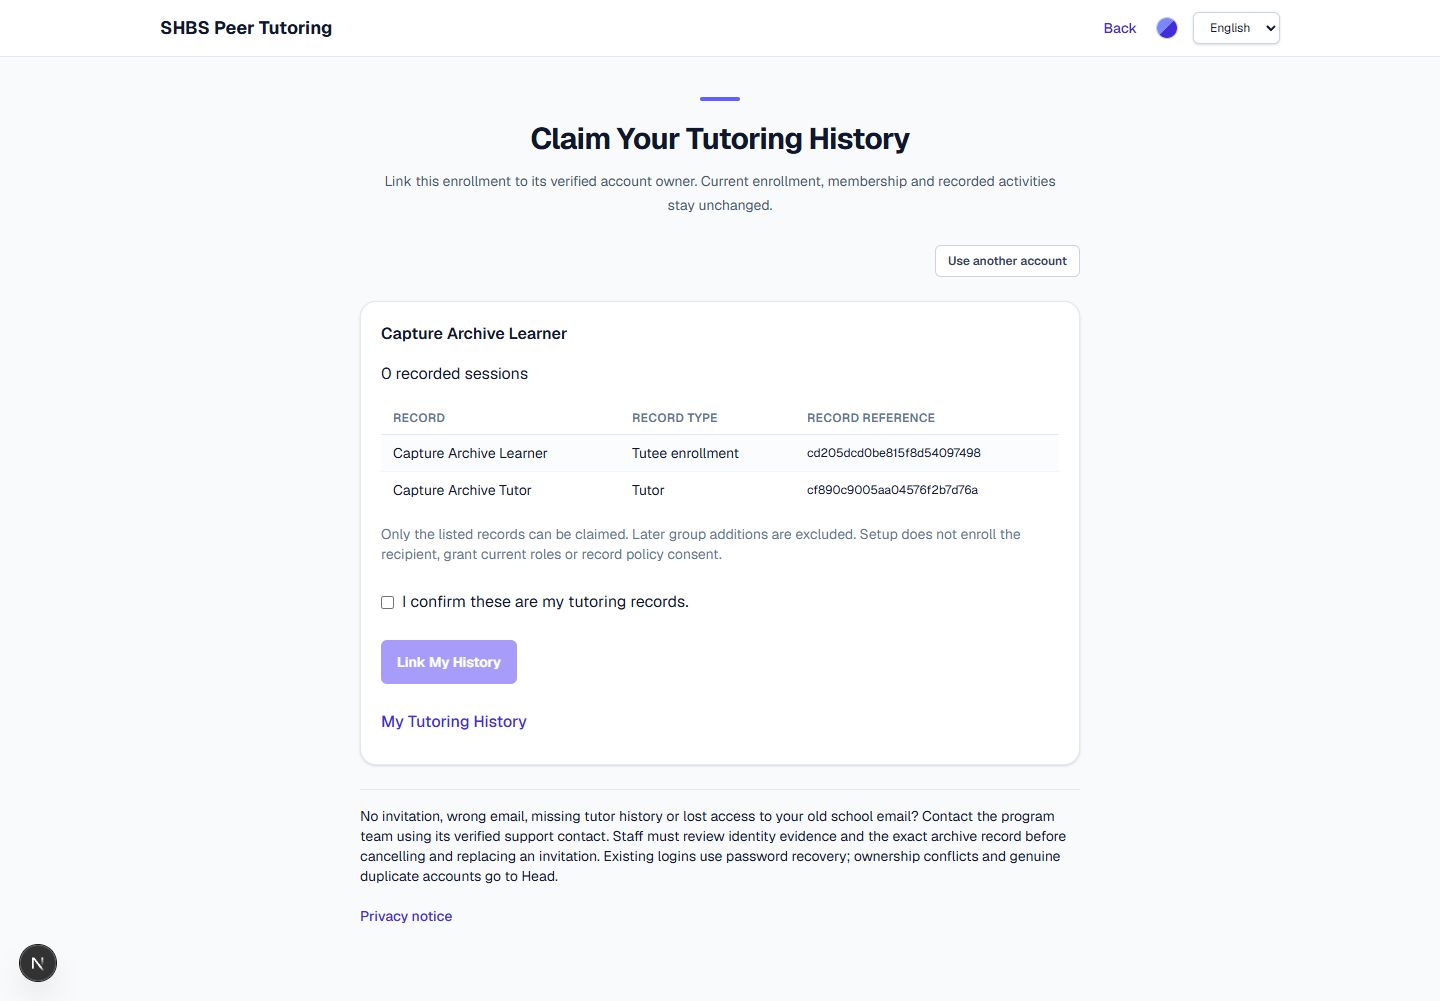 SHBS Peer Tutoring
Back
English
Claim Your Tutoring History
Link this enrollment to its verified account owner. Current enrollment, membership and recorded activities
stay unchanged.
Use another account
Capture Archive Learner
0 recorded sessions
RECORD RECORD TYPE RECORD REFERENCE
Capture Archive Learner Tutee enrollment cd205dcd0be815f8d54097498
Capture Archive Tutor Tutor cf890c9005aa04576f2b7d76a
Only the listed records can be claimed. Later group additions are excluded. Setup does not enroll the
recipient, grant current roles or record policy consent.
I confirm these are my tutoring records.
Link My History
My Tutoring History
No invitation, wrong email, missing tutor history or lost access to your old school email? Contact the program
team using its verified support contact. Staff must review identity evidence and the exact archive record before
cancelling and replacing an invitation. Existing logins use password recovery; ownership conflicts and genuine
duplicate accounts go to Head.
Privacy notice
N